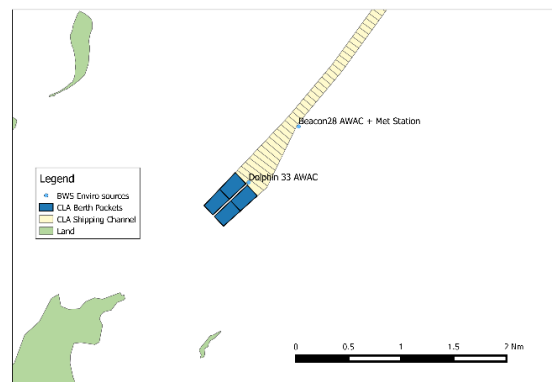 Beacon28 AWAC + Met Station
Dolphin 33 AWAC
Legend
BWS Enviro sources
CLA Berth Pockets
CLA Shipping Channel
Land
0 0.5 1 1.5 2 Nm